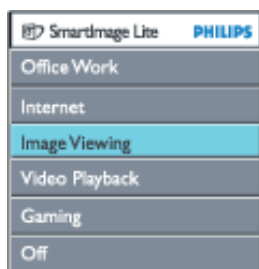 SmartImage Lite PHILIPS
Office Work
Internet
Image Viewing
Video Playback
Gaming
Off